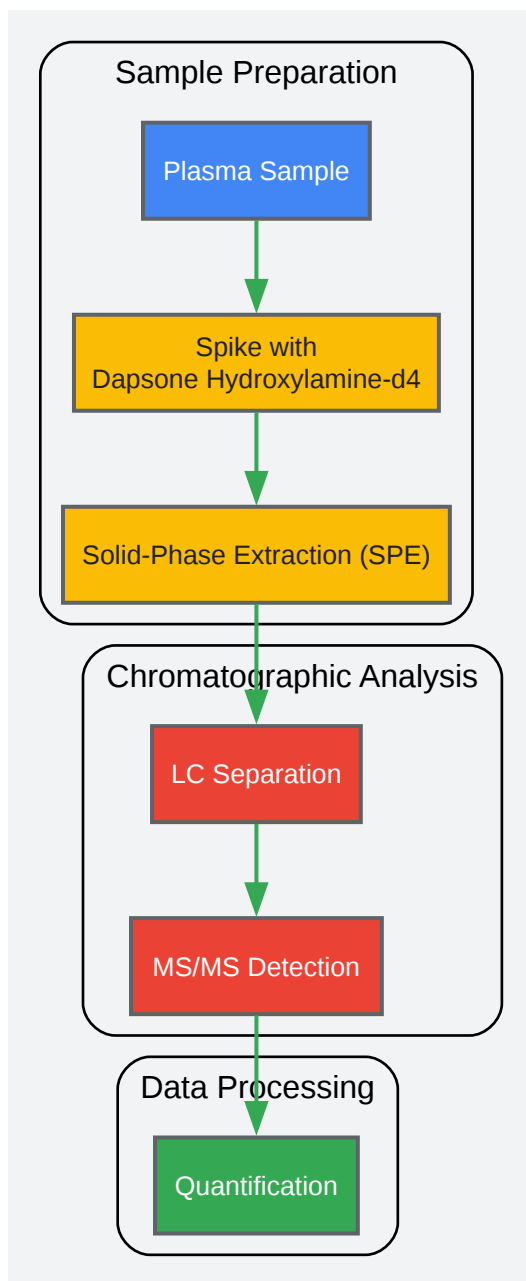 Sample Preparation
Plasma Sample
Spike with
Dapsone Hydroxylamine-d4
Solid-Phase Extraction (SPE)
Chromatographic Analysis
LC Separation
MS/MS Detection
Data Processing
Quantification